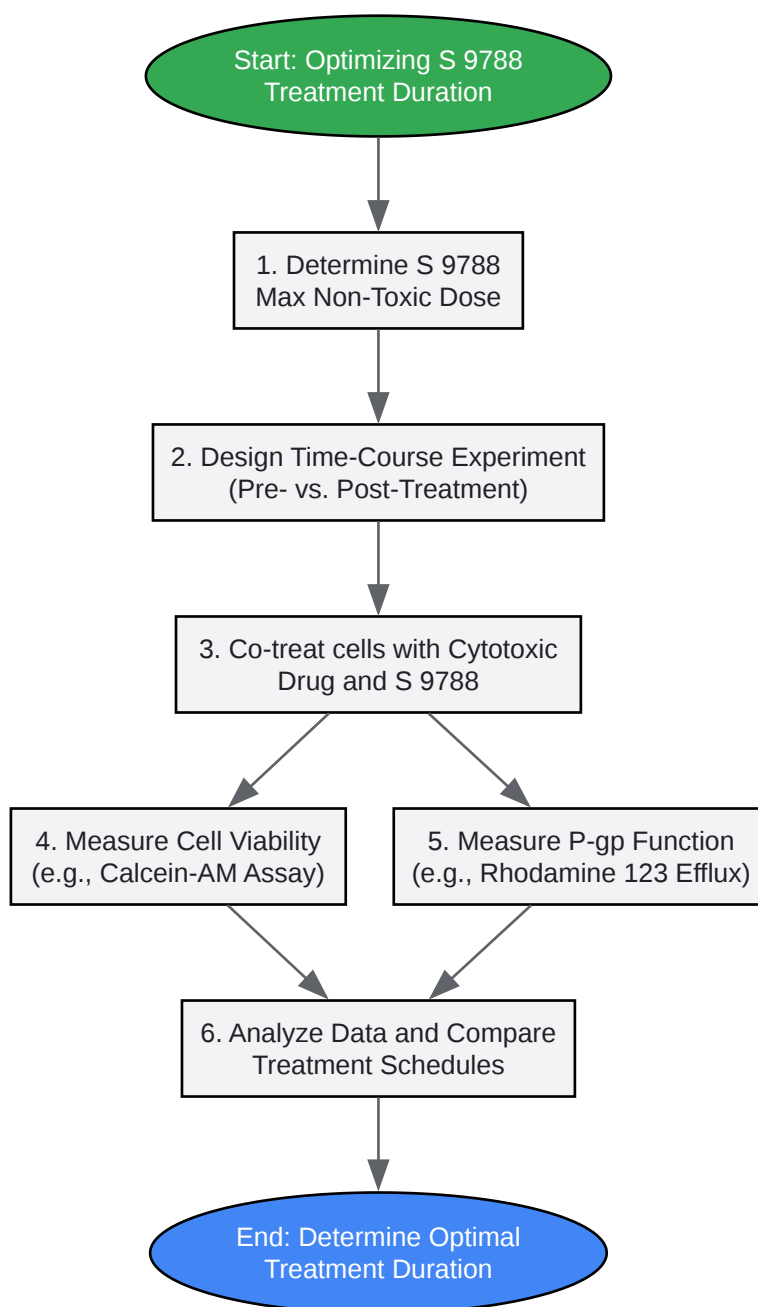 Start: Optimizing S 9788
Treatment Duration
1. Determine S 9788
Max Non-Toxic Dose
2. Design Time-Course Experiment
(Pre- vs. Post-Treatment)
3. Co-treat cells with Cytotoxic
Drug and S 9788
4. Measure Cell Viability
(e.g., Calcein-AM Assay)
5. Measure P-gp Function
(e.g., Rhodamine 123 Efflux)
6. Analyze Data and Compare
Treatment Schedules
End: Determine Optimal
Treatment Duration